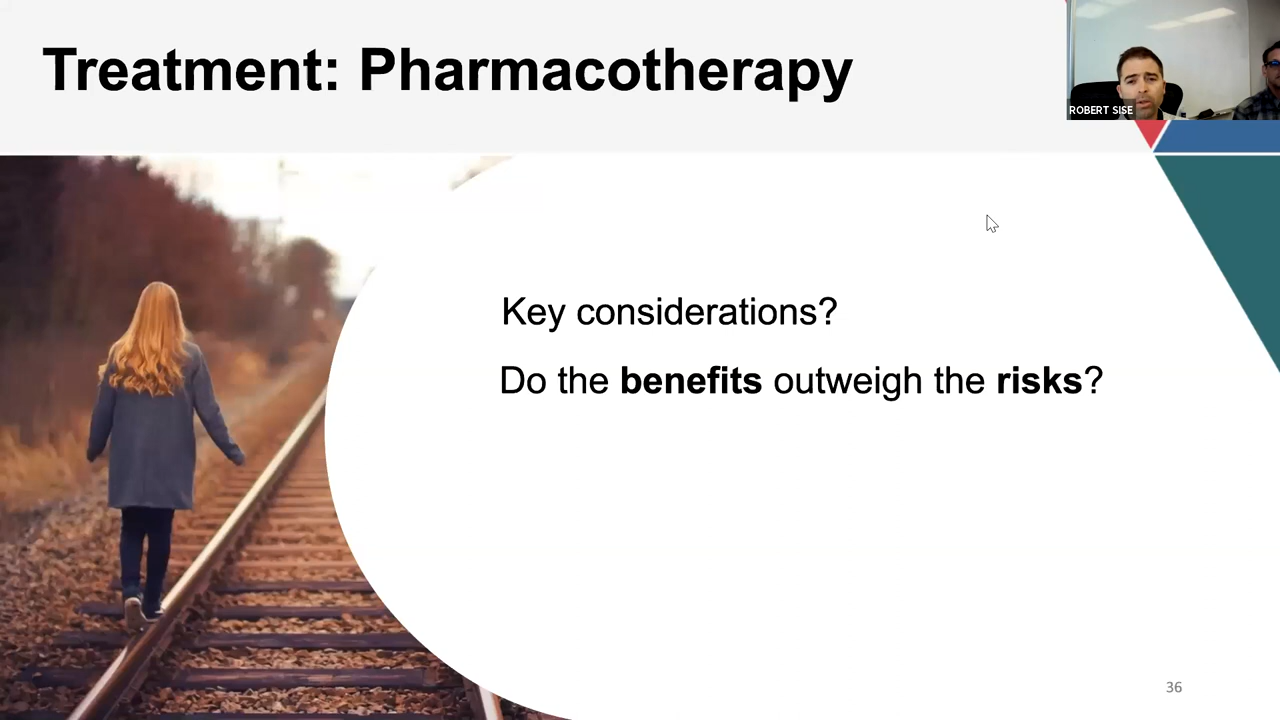 Treatment: Pharmacotherapy
ROBERT SISE
Key considerations?
Do the benefits outweigh the risks?
36